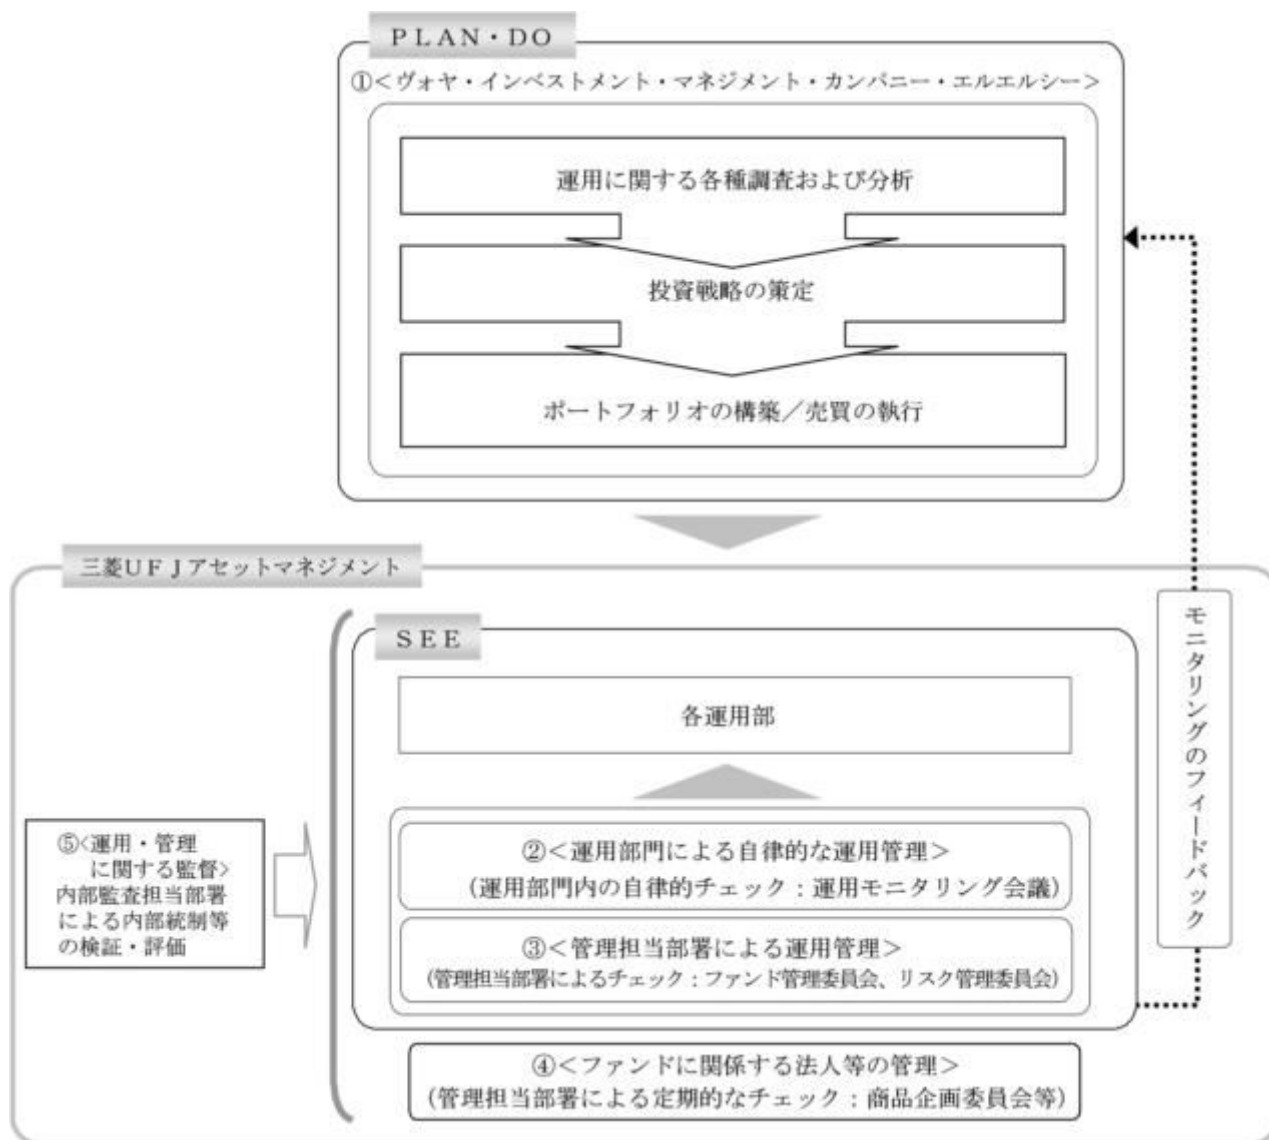 PLAN・DO
①＜ヴォヤ・インベストメント・マネジメント・カンパニー・エルエルシー＞
運用に関する各種調査および分析
投資戦略の策定
ポートフォリオの構築／売買の執行
三菱ＵＦＪアセットマネジメント
SEE
各運用部
②＜運用部門による自律的な運用管理＞
(運用部門内の自律的チェック：運用モニタリング会議)
③＜管理担当部署による運用管理＞
(管理担当部署によるチェック：ファンド管理委員会、リスク管理委員会)
④＜ファンドに関係する法人等の管理＞
(管理担当部署による定期的なチェック：商品企画委員会等)
⑤<運用・管理
に関する監督>
内部監査担当部署
による内部統制等
の検証・評価
モニタリングのフィードバック